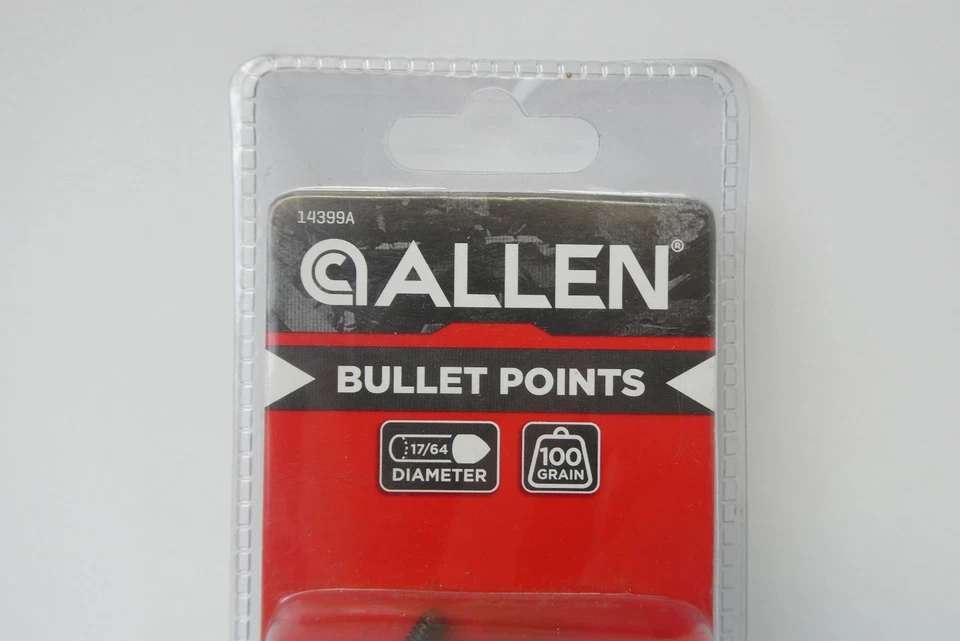 14399A
ALLEN®
BULLET POINTS
17/64
DIAMETER
100
GRAIN